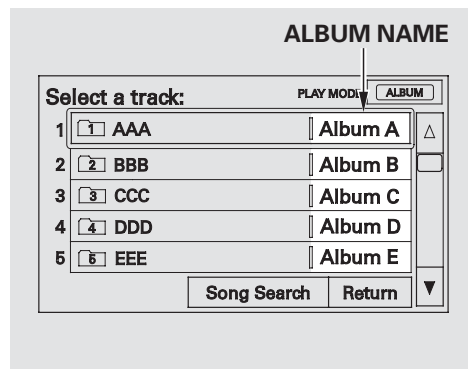 ALBUM NAME
Select a track: PLAY MODE ALBUM
1 1 AAA Album A
2 2 BBB Album B
3 3 CCC Album C
4 4 DDD Album D
5 5 EEE Album E
Song Search Return